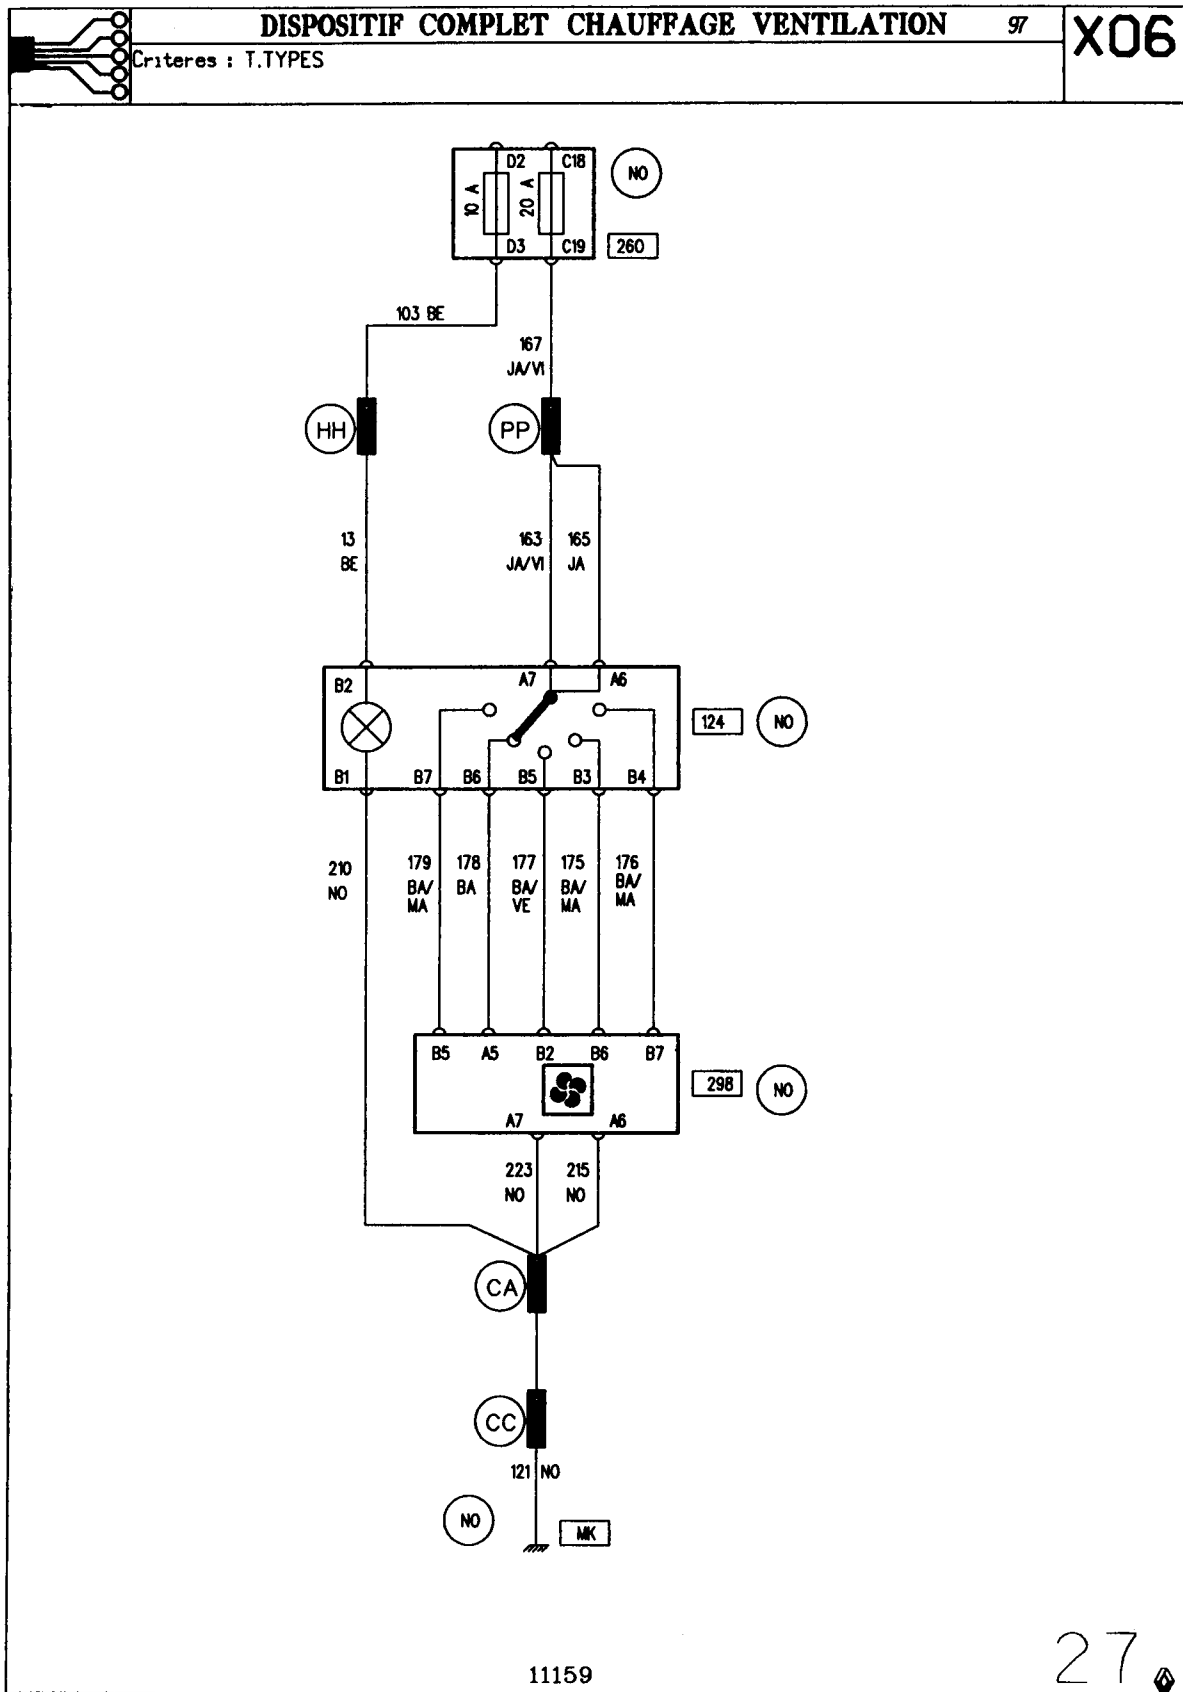 DISPOSITIF COMPLET CHAUFFAGE VENTILATION 97
X06
Criteres : T.TYPES
D2 C18
NO
10 A 20 A
D3 C19
260
103 BE
167
JA/VI
HH
PP
13
BE
163
JA/VI
165
JA
B2
A7 A6
124
NO
B1 B7 B6 B5 B3 B4
210
NO
179
BA/
MA
178
BA
177
BA/
VE
175
BA/
MA
176
BA/
MA
B5 A5 B2 B6 B7
298
NO
A7 A6
223
NO
215
NO
CA
CC
121 NO
NO
MK
11159
27